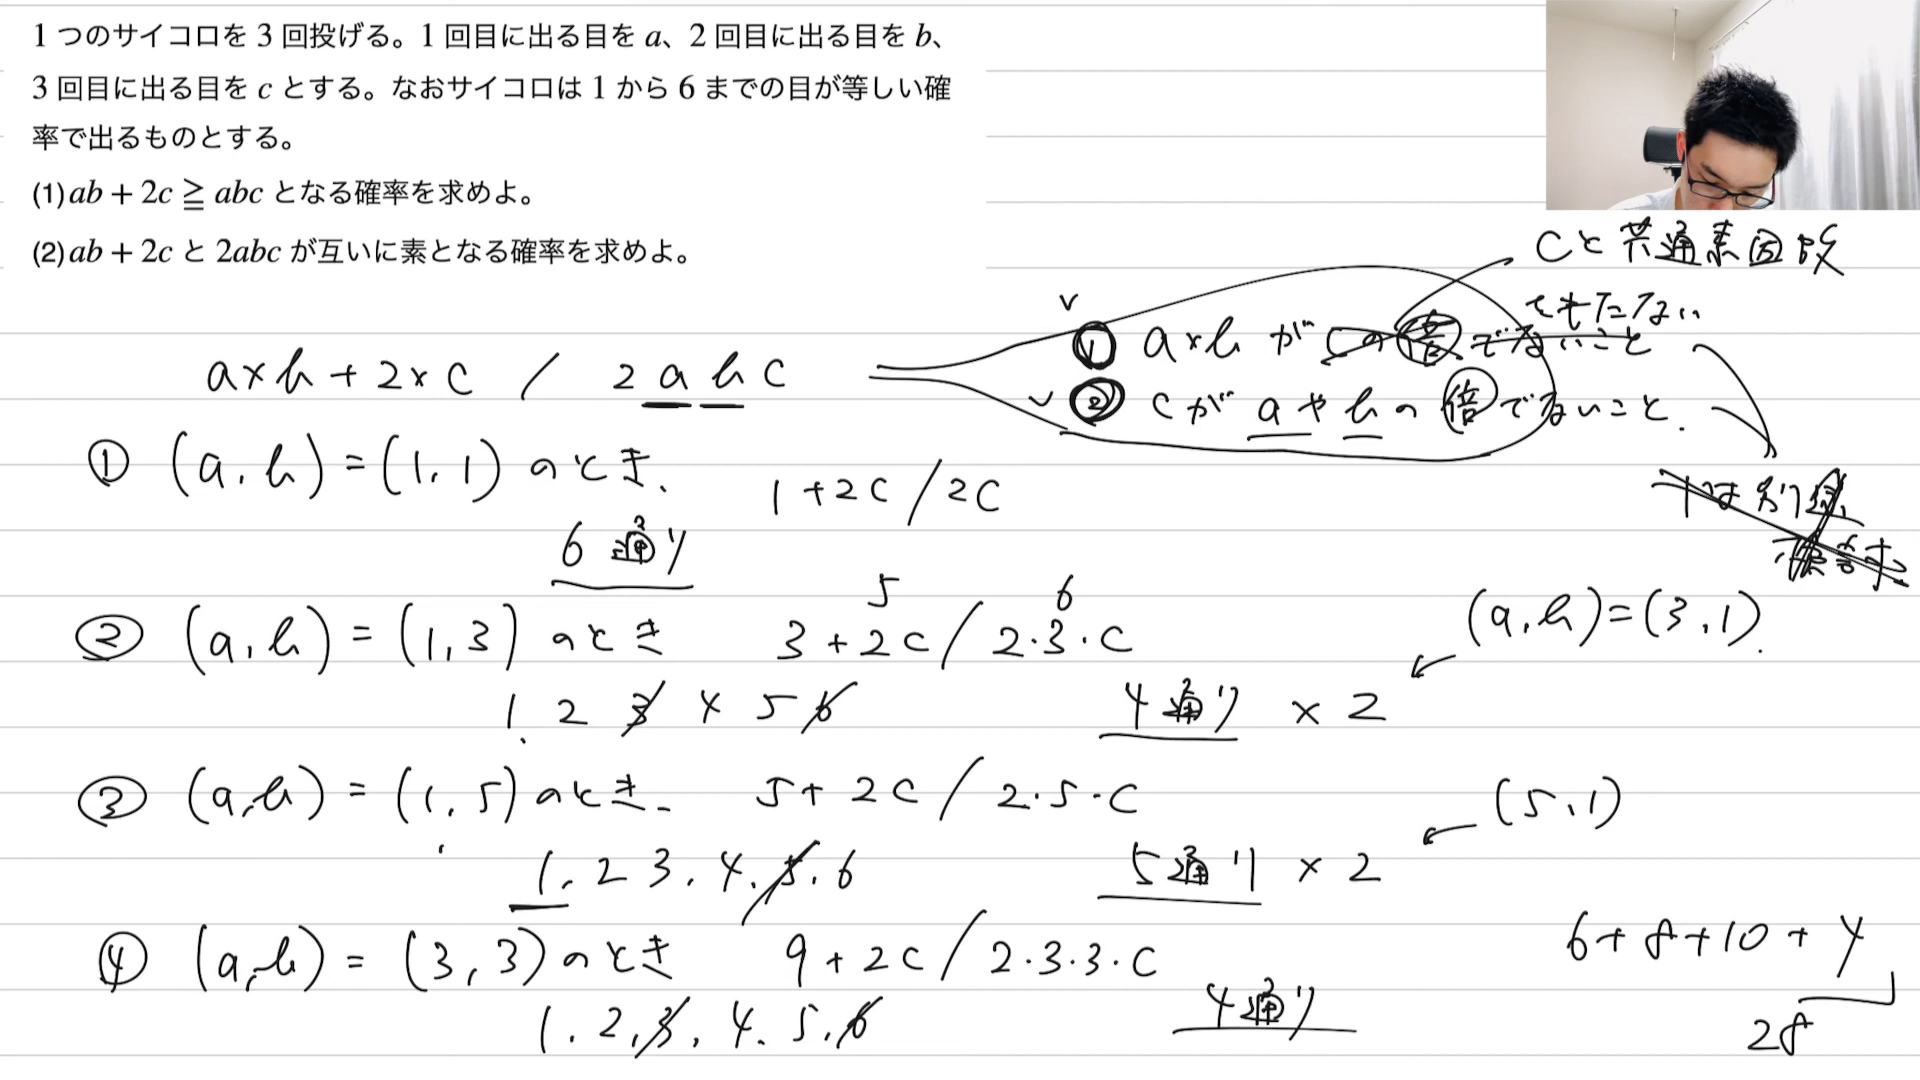 1 つのサイコロを 3 回投げる。1 回目に出る目を a、2 回目に出る目を b、
3 回目に出る目を c とする。なおサイコロは 1 から 6 までの目が等しい確
率で出るものとする。
(1) ab + 2c ≧ abc となる確率を求めよ。
(2) ab + 2c と 2abc が互いに素となる確率を求めよ。
cと共通素因数
をもたない
① a×b が cの倍でないこと
a×b+2×c / 2abc
② cが aやbの倍でないこと.
① (a,b)=(1,1)のとき、
1+2c/2c
6通り
② (a,b)=(1,3)のとき 3+2c/2·3·c
5 6
(a,b)=(3,1).
1. 2 3 4 5 6
4通り×2
③ (a,b)=(1,5)のとき. 5+2c/2·5·c
(5,1)
1. 2 3. 4. 5. 6
5通り×2
④ (a,b)=(3,3)のとき 9+2c/2·3·3·c
6+8+10+4
1. 2. 3. 4. 5. 6
4通り
28